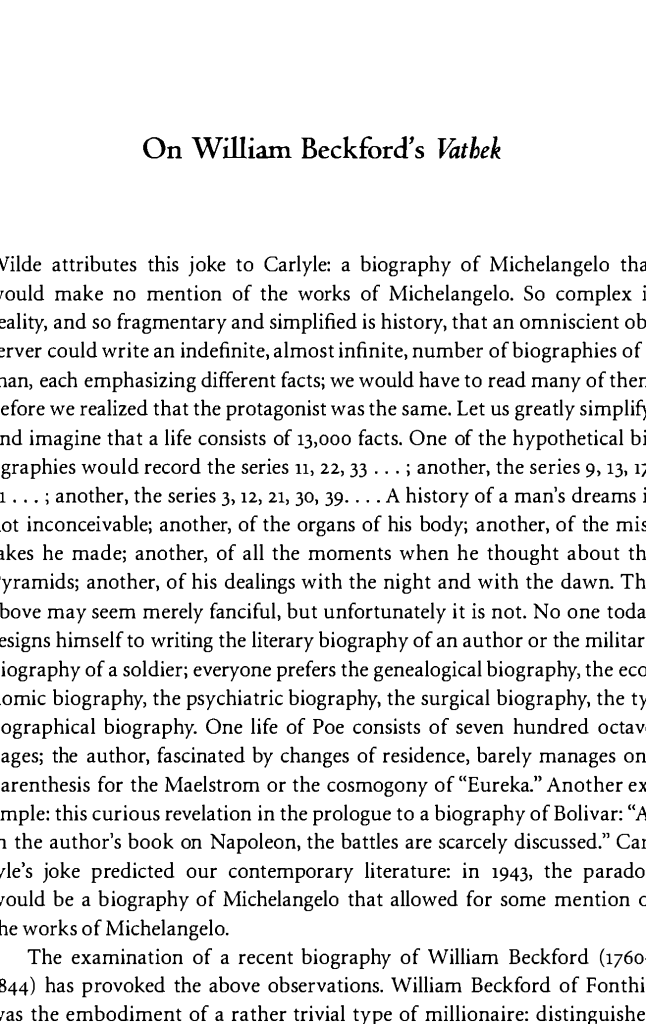 On William Beckford's Vathek
Wilde attributes this joke to Carlyle: a biography of Michelangelo tha
would make no mention of the works of Michelangelo. So complex i
eality, and so fragmentary and simplified is history, that an omniscient ob
erver could write an indefinite, almost infinite, number of biographies of
man, each emphasizing different facts; we would have to read many of them
efore we realized that the protagonist was the same. Let us greatly simplify
nd imagine that a life consists of 13,000 facts. One of the hypothetical bi
graphies would record the series 11, 22, 33 . . . ; another, the series 9, 13, 17
1 . . . ; another, the series 3, 12, 21, 30, 39. . . . A history of a man's dreams i
ot inconceivable; another, of the organs of his body; another, of the mis
akes he made; another, of all the moments when he thought about th
Pyramids; another, of his dealings with the night and with the dawn. Th
bove may seem merely fanciful, but unfortunately it is not. No one toda
esigns himself to writing the literary biography of an author or the militar
iography of a soldier; everyone prefers the genealogical biography, the eco
omic biography, the psychiatric biography, the surgical biography, the ty
ographical biography. One life of Poe consists of seven hundred octav
ages; the author, fascinated by changes of residence, barely manages on
arenthesis for the Maelstrom or the cosmogony of "Eureka." Another ex
mple: this curious revelation in the prologue to a biography of Bolivar: "A
n the author's book on Napoleon, the battles are scarcely discussed." Car
yle's joke predicted our contemporary literature: in 1943, the parado
would be a biography of Michelangelo that allowed for some mention o
he works of Michelangelo.
The examination of a recent biography of William Beckford (1760–
844) has provoked the above observations. William Beckford of Fonthi
was the embodiment of a rather trivial type of millionaire: distinguishe